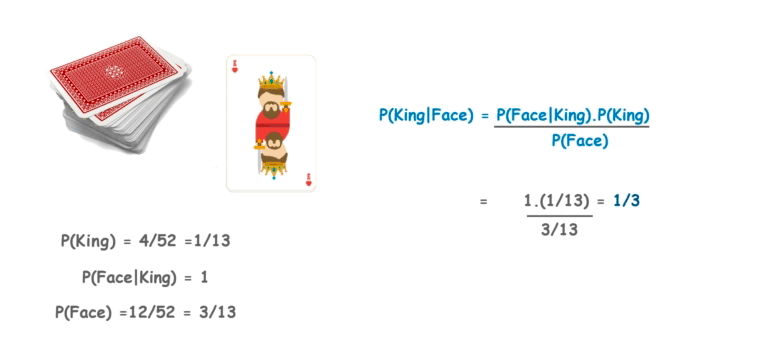 P(King|Face) = P(Face|King).P(King)
P(Face)
= 1.(1/13) = 1/3
3/13
P(King) = 4/52 =1/13
P(Face|King) = 1
P(Face) =12/52 = 3/13